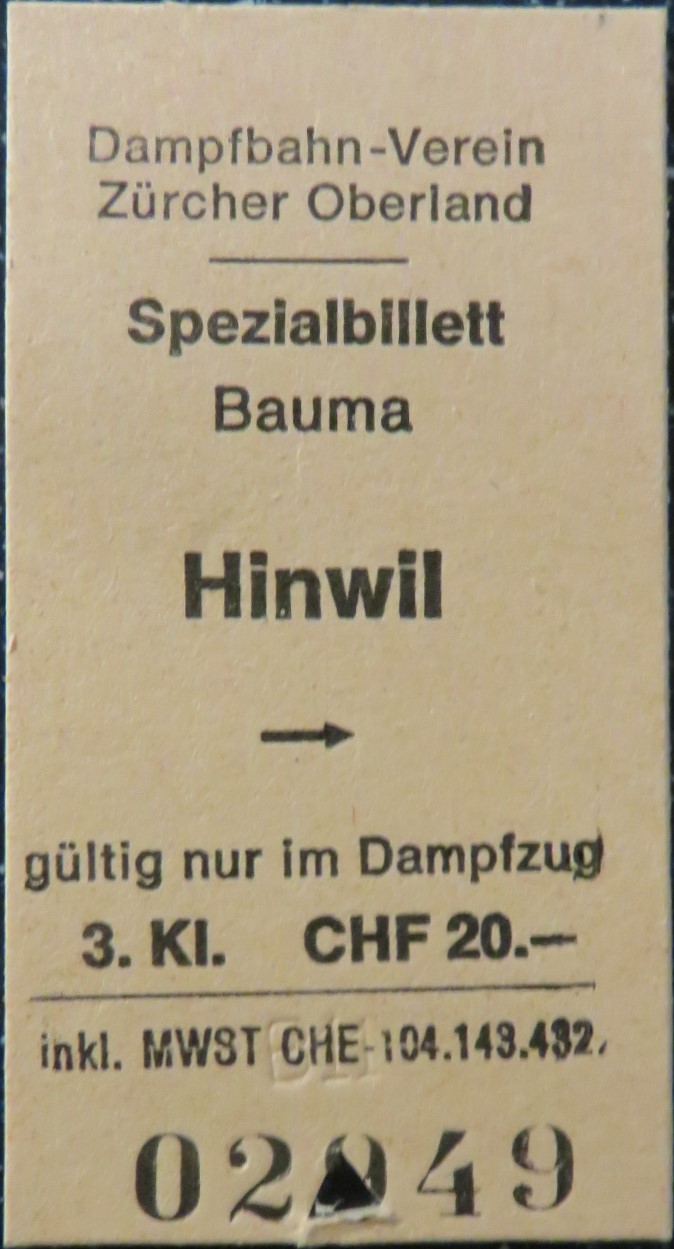 Dampfbahn-Verein
Zürcher Oberland
Spezialbillett
Bauma
Hinwil
→
gültig nur im Dampfzug
3. Kl. CHF 20.—
inkl. MWST CHE-104.143.432.